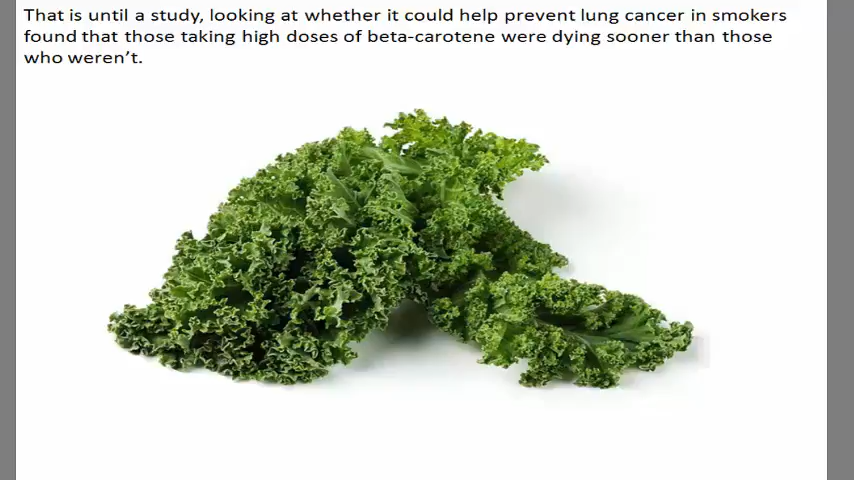 That is until a study, looking at whether it could help prevent lung cancer in smokers
found that those taking high doses of beta-carotene were dying sooner than those
who weren’t.